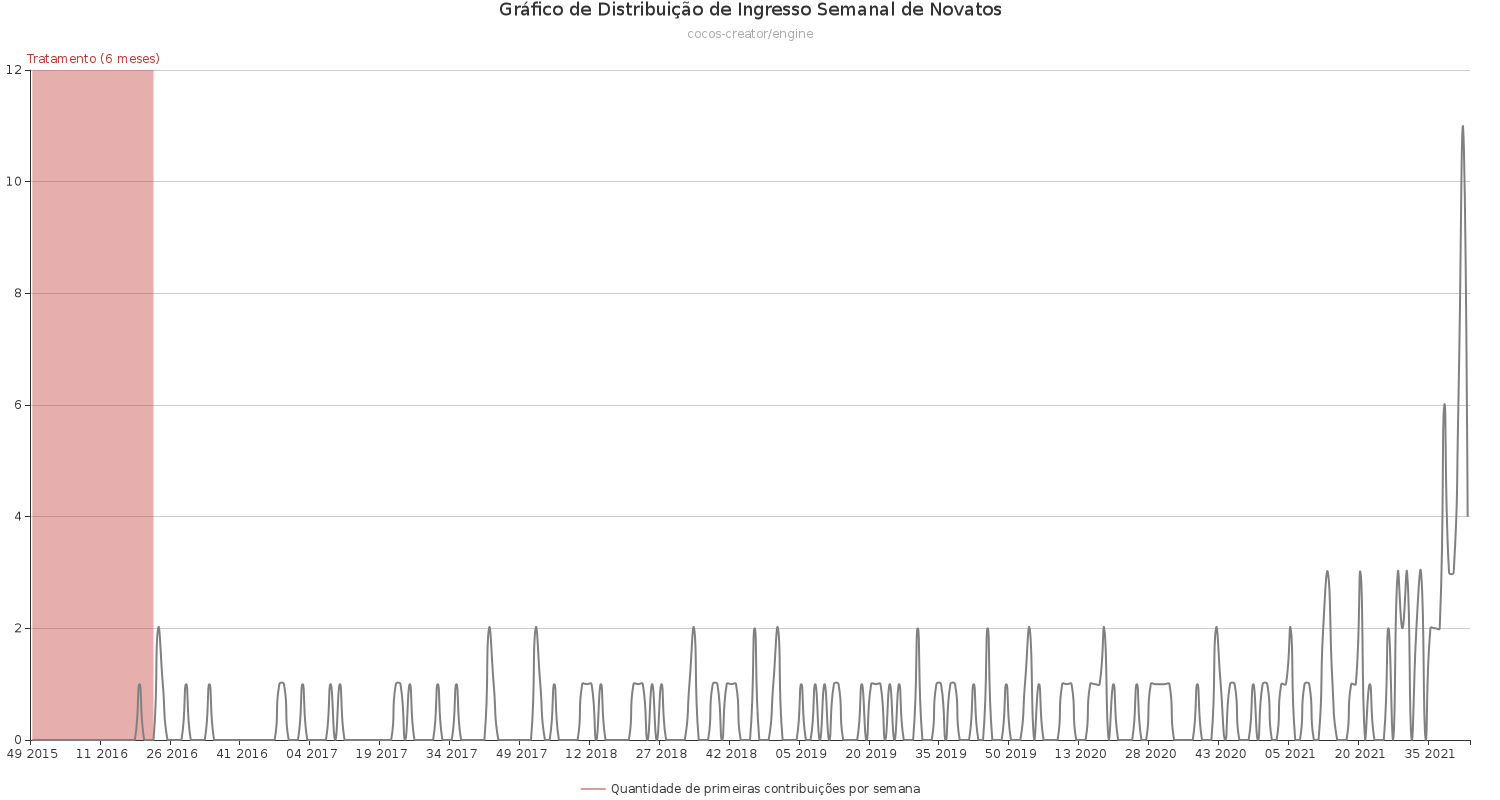 Gráfico de Distribuição de Ingresso Semanal de Novatos
cocos-creator/engine
Tratamento (6 meses)
12
10
8
6
4
2
0
49 2015 11 2016 26 2016 41 2016 04 2017 19 2017 34 2017 49 2017 12 2018 27 2018 42 2018 05 2019 20 2019 35 2019 50 2019 13 2020 28 2020 43 2020 05 2021 20 2021 35 2021
Quantidade de primeiras contribuições por semana